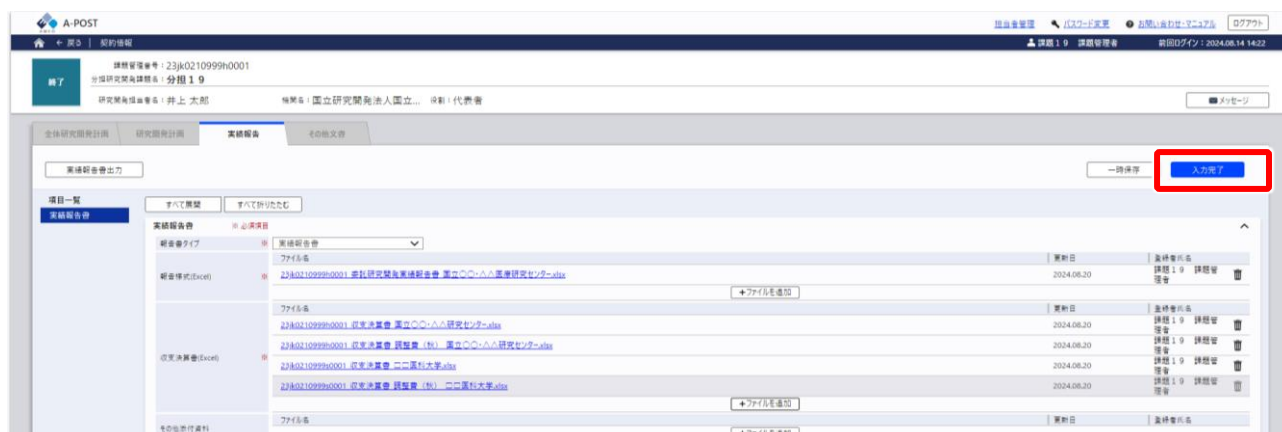 A-POST
担当者管理 パスワード変更 お問い合わせ・マニュアル ログアウト
← 戻る | 契約情報 課題19 課題管理者 前回ログイン：2024.08.14 14:22
終了
課題管理番号：23jk0210999h0001
分担研究開発課題名：分担19
研究開発担当者名：井上 太郎 機関名：国立研究開発法人国立... 役割：代表者 メッセージ
全体研究開発計画 研究開発計画 実績報告 その他文書
実績報告書出力 一時保存 入力完了
項目一覧 すべて展開 すべて折りたたむ
実績報告書
実績報告書 ※ 必須項目
報告書タイプ ※ 実績報告書
ファイル名 更新日 登録者氏名
報告様式(Excel) ※ 23jk0210999h0001_委託研究開発実績報告書_国立〇〇・△△医療研究センター.xlsx 2024.08.20 課題19 課題管理者
+ファイルを追加
ファイル名 更新日 登録者氏名
23jk0210999h0001_収支決算書_国立〇〇・△△研究センター.xlsx 2024.08.20 課題19 課題管理者
23jk0210999h0001_収支決算書_調整費（秋）_国立〇〇・△△研究センター.xlsx 2024.08.20 課題19 課題管理者
収支決算書(Excel) ※ 23jk0210999s0001_収支決算書_□□医科大学.xlsx 2024.08.20 課題19 課題管理者
23jk0210999s0001_収支決算書_調整費（秋）_□□医科大学.xlsx 2024.08.20 課題19 課題管理者
+ファイルを追加
その他添付資料 ファイル名 更新日 登録者氏名
+ファイルを追加